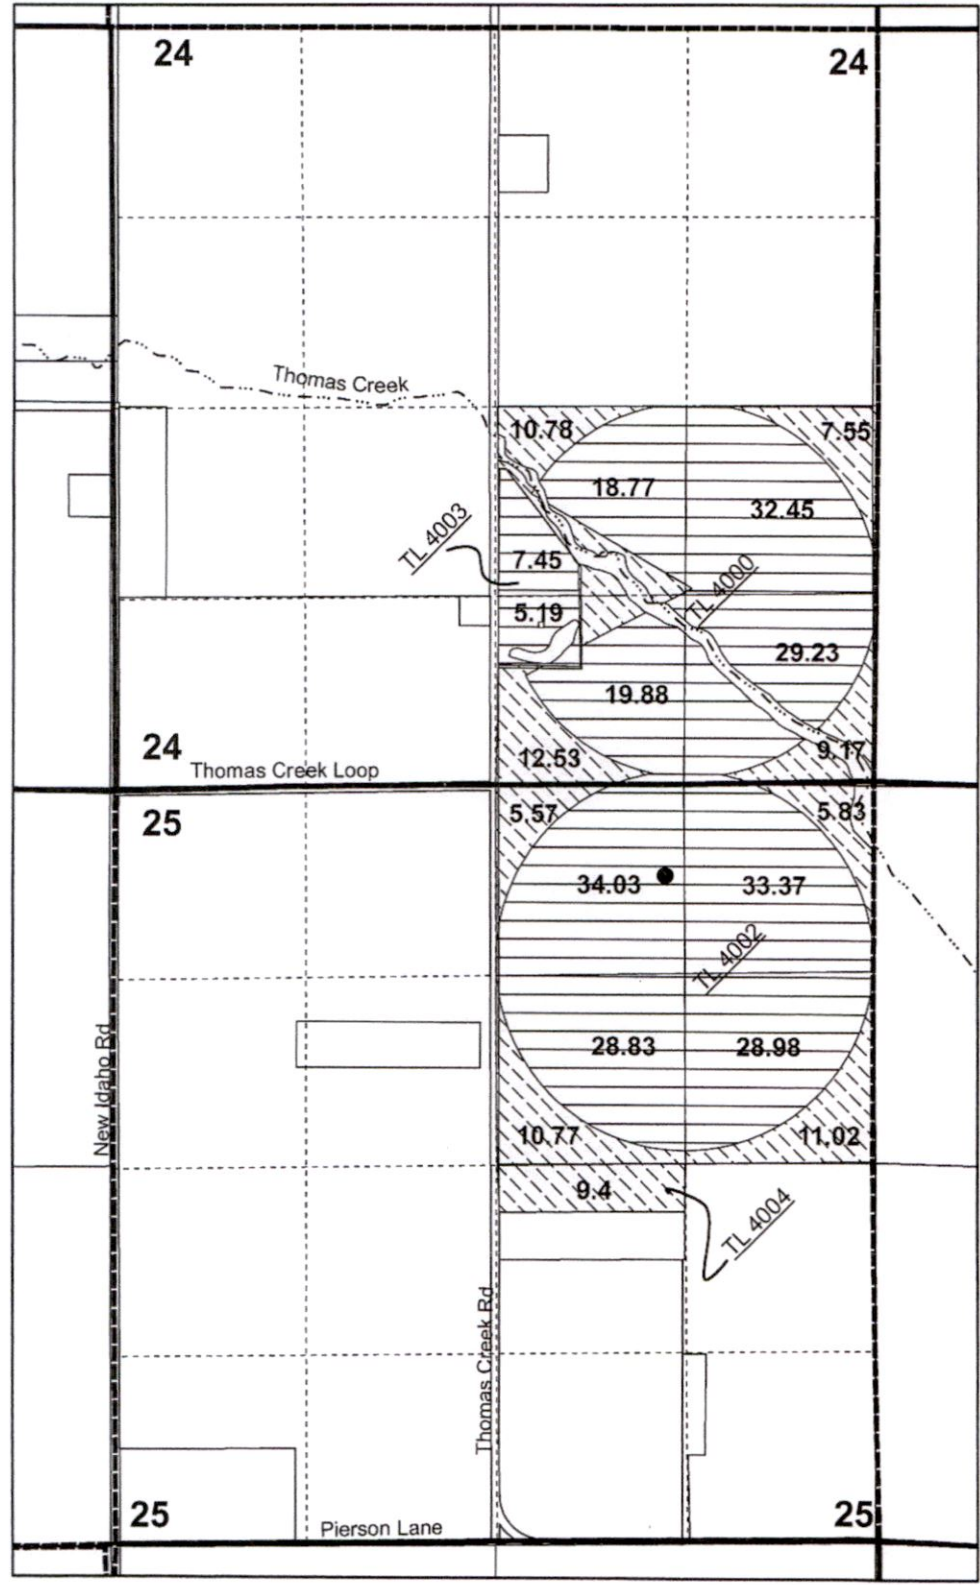 24
24
Thomas Creek
10.78
7.55
18.77
32.45
TL 4003
7.45
TL 4000
5.19
29.23
19.88
24
12.53
9.17
Thomas Creek Loop
25
5.57
5.83
34.03
33.37
TL 4002
28.83
28.98
New Idaho Rd
10.77
11.02
9.4
TL 4004
Thomas Creek Rd
25
25
Pierson Lane